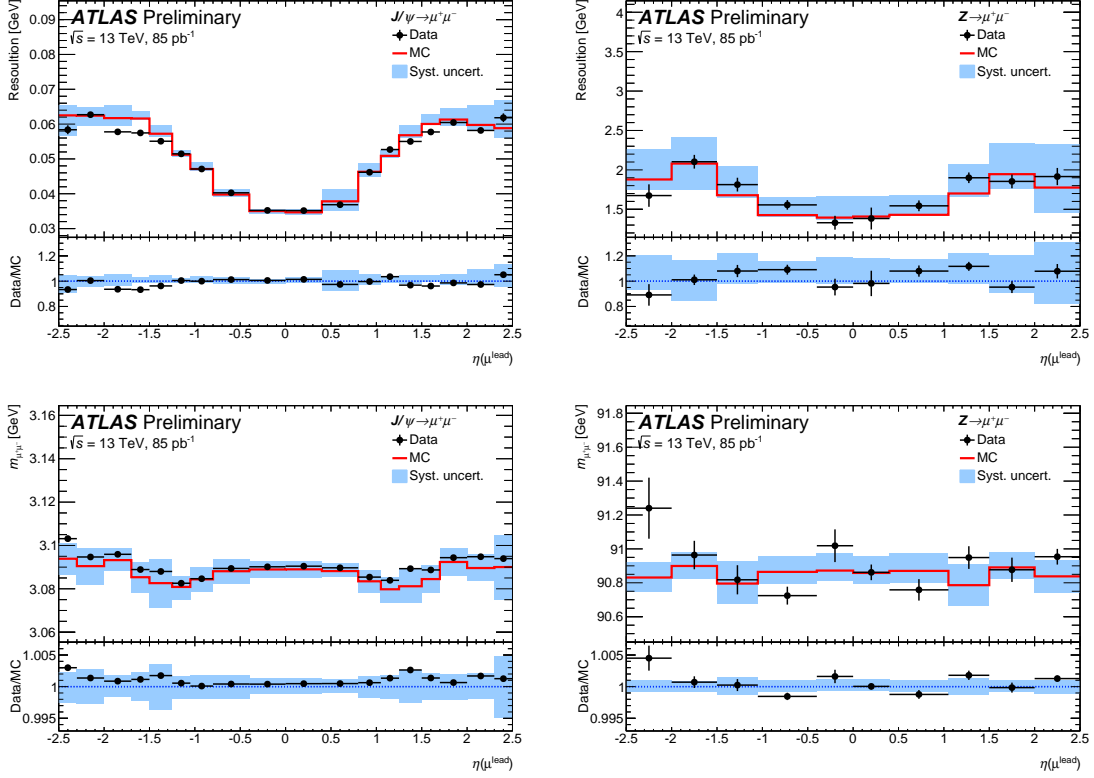 ATLAS Preliminary
√s = 13 TeV, 85 pb⁻¹
J/ψ→μ⁺μ⁻
Data
MC
Syst. uncert.
Resoultion [GeV]
0.09
0.08
0.07
0.06
0.05
0.04
0.03
Data/MC
1.2
1
0.8
-2.5 -2 -1.5 -1 -0.5 0 0.5 1 1.5 2 2.5
η(μˡᵉᵃᵈ)
ATLAS Preliminary
√s = 13 TeV, 85 pb⁻¹
Z→μ⁺μ⁻
Data
MC
Syst. uncert.
Resoultion [GeV]
4
3.5
3
2.5
2
1.5
Data/MC
1.2
1
0.8
-2.5 -2 -1.5 -1 -0.5 0 0.5 1 1.5 2 2.5
η(μˡᵉᵃᵈ)
ATLAS Preliminary
√s = 13 TeV, 85 pb⁻¹
J/ψ→μ⁺μ⁻
Data
MC
Syst. uncert.
m_μ⁺μ⁻ [GeV]
3.16
3.14
3.12
3.1
3.08
3.06
Data/MC
1.005
1
0.995
-2.5 -2 -1.5 -1 -0.5 0 0.5 1 1.5 2 2.5
η(μˡᵉᵃᵈ)
ATLAS Preliminary
√s = 13 TeV, 85 pb⁻¹
Z→μ⁺μ⁻
Data
MC
Syst. uncert.
m_μ⁺μ⁻ [GeV]
91.8
91.6
91.4
91.2
91
90.8
90.6
Data/MC
1.005
1
0.995
-2.5 -2 -1.5 -1 -0.5 0 0.5 1 1.5 2 2.5
η(μˡᵉᵃᵈ)